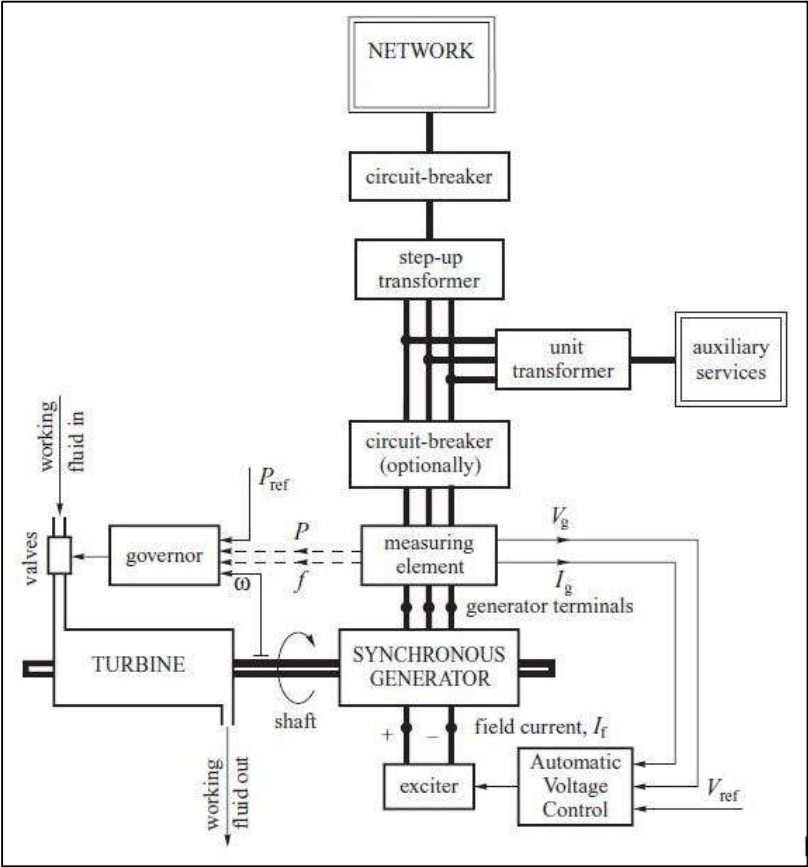 NETWORK
circuit-breaker
step-up
transformer
unit
transformer
auxiliary
services
working
fluid in
circuit-breaker
(optionally)
Pref
valves
governor
P
f
ω
measuring
element
Vg
Ig
generator terminals
TURBINE
shaft
SYNCHRONOUS
GENERATOR
+
–
field current, If
working
fluid out
exciter
Automatic
Voltage
Control
Vref